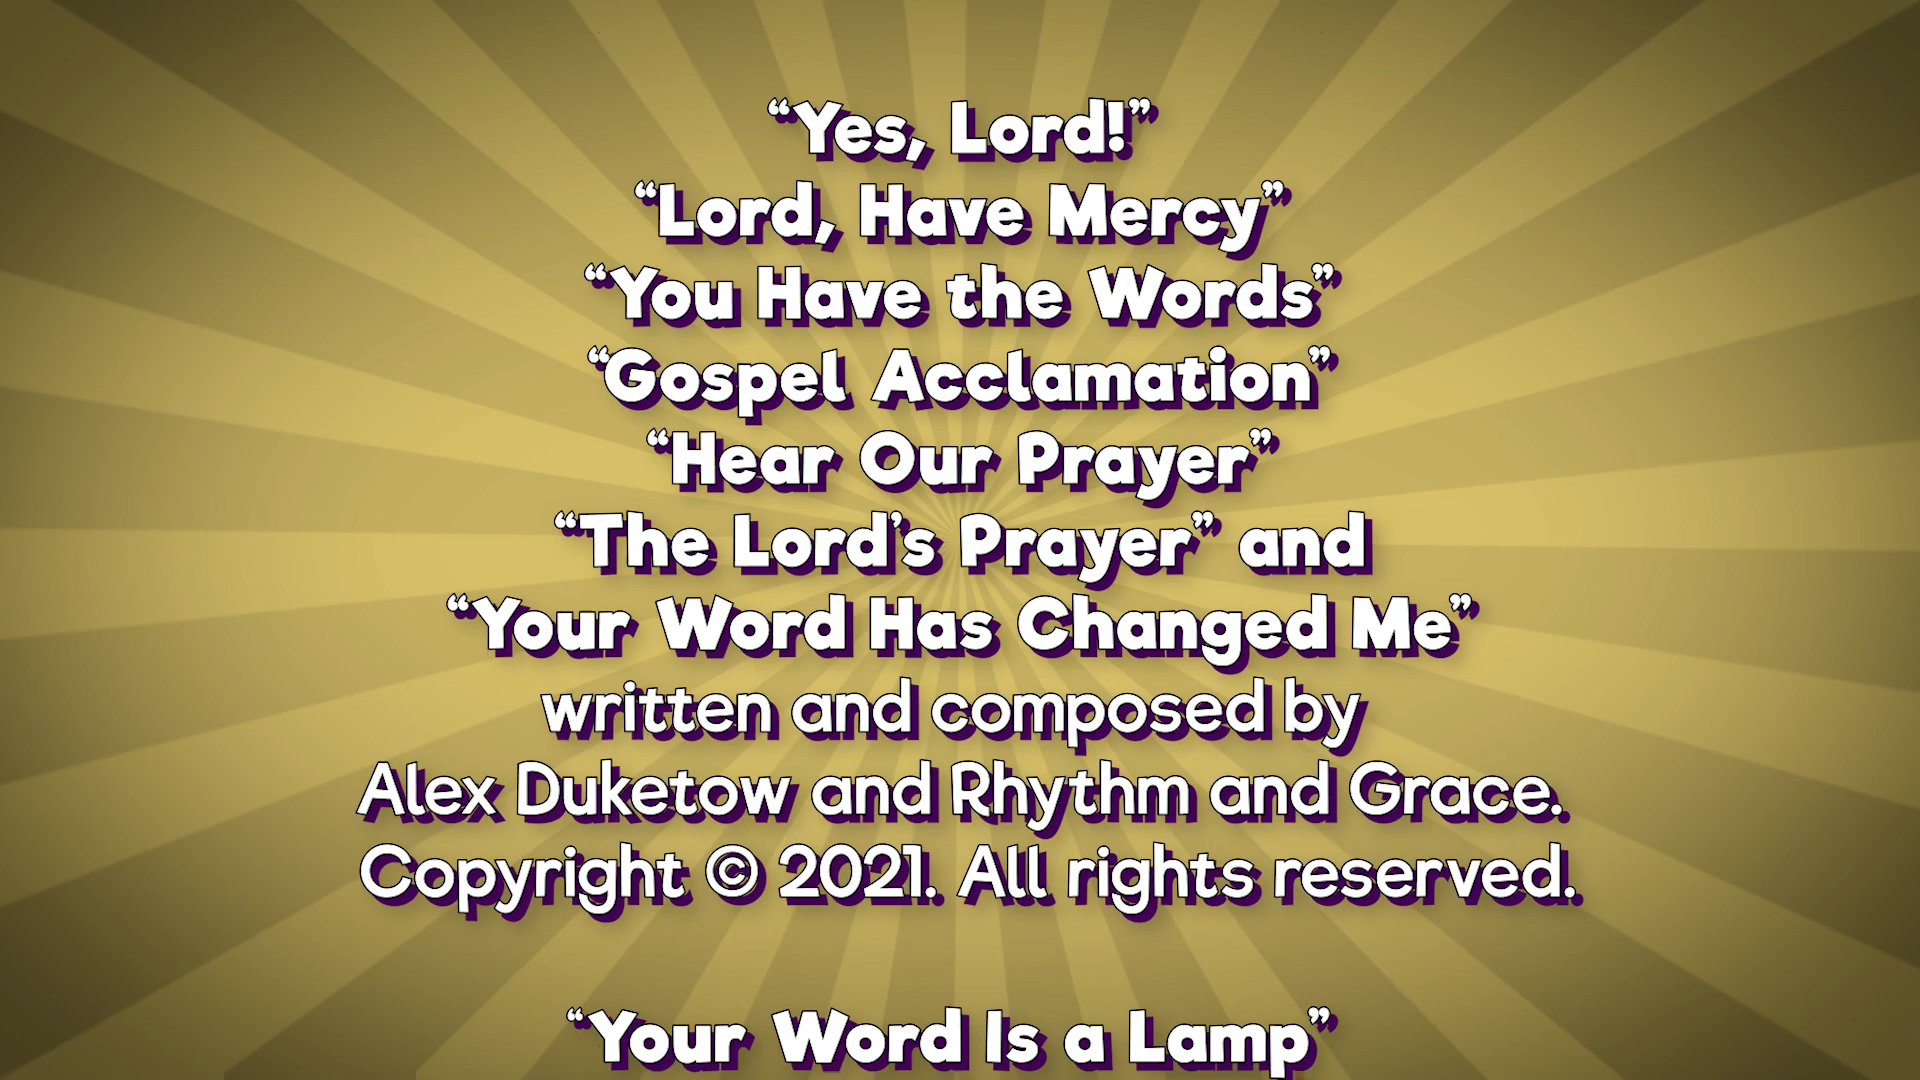 “Yes, Lord!”
“Lord, Have Mercy”
“You Have the Words”
“Gospel Acclamation”
“Hear Our Prayer”
“The Lord’s Prayer” and
“Your Word Has Changed Me”
written and composed by
Alex Duketow and Rhythm and Grace.
Copyright © 2021. All rights reserved.
“Your Word Is a Lamp”